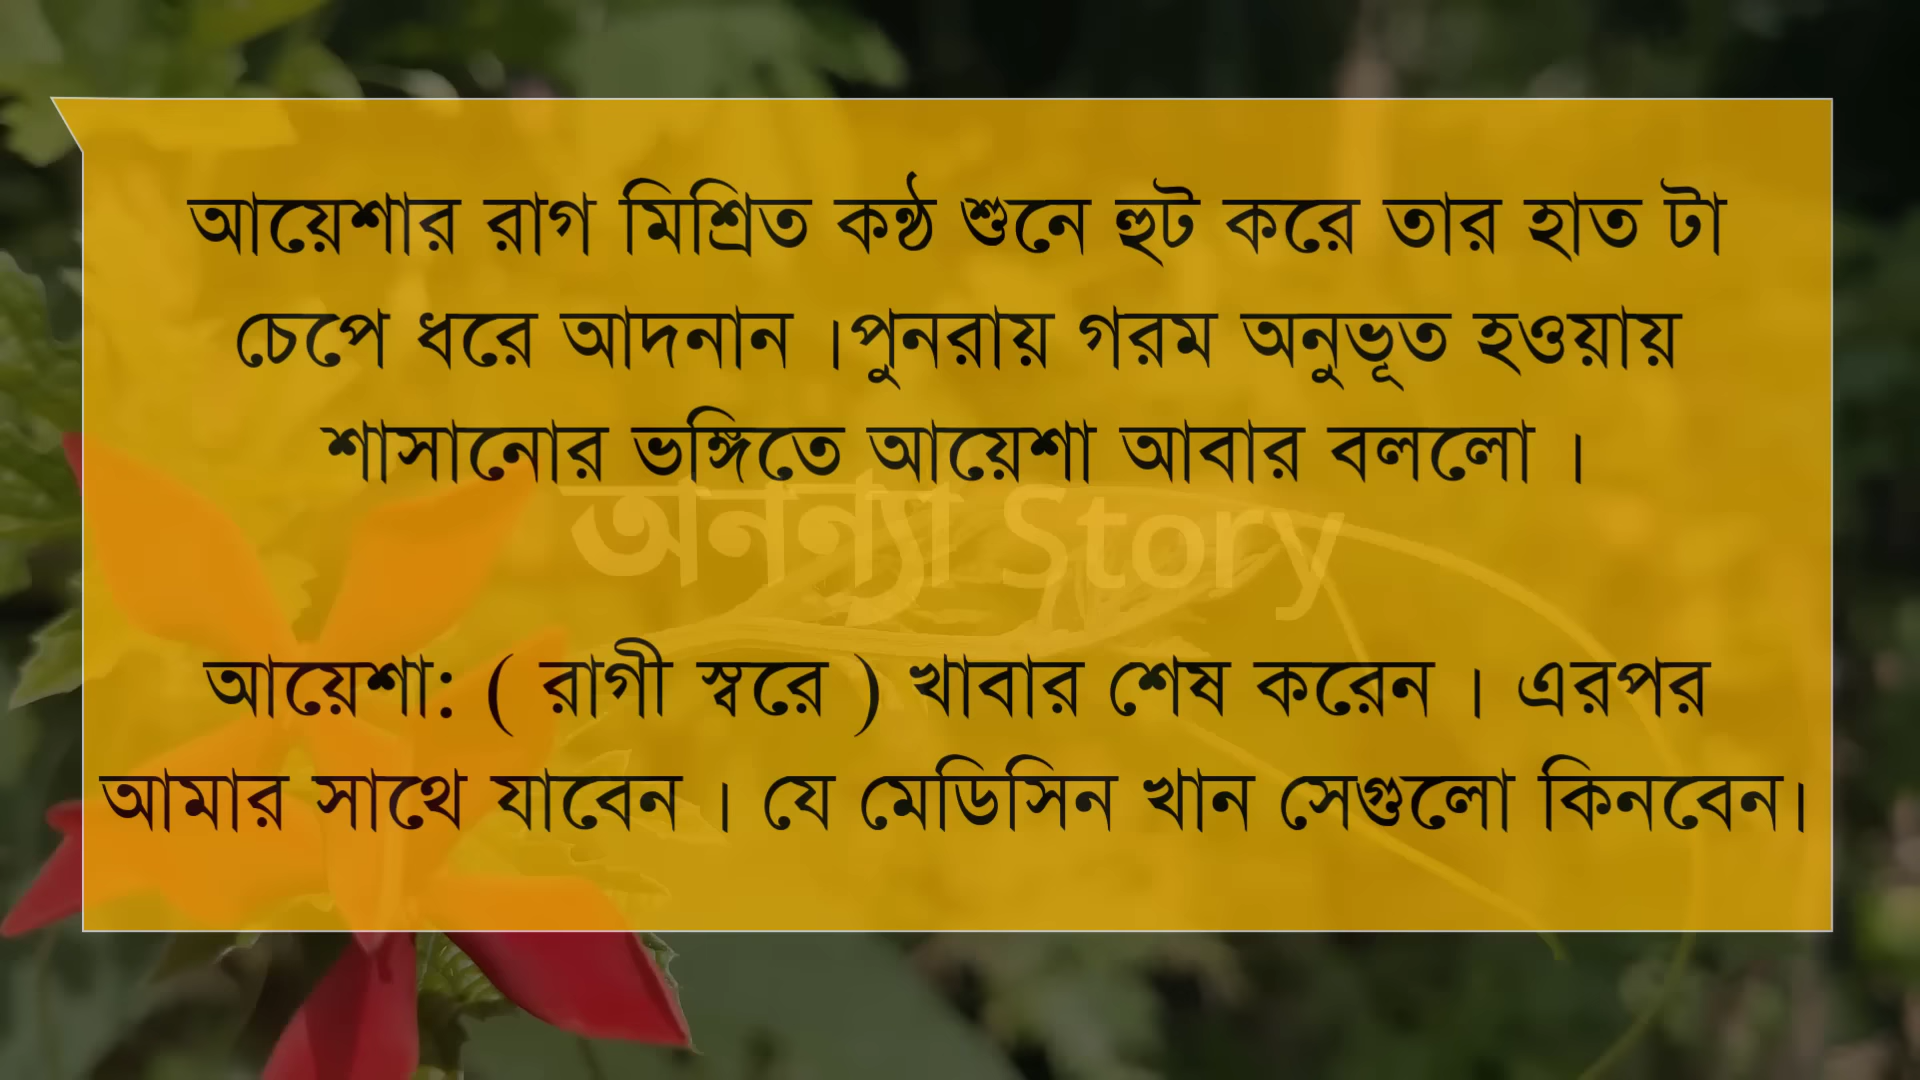 আয়েশার রাগ মিশ্রিত কন্ঠ শুনে হুট করে তার হাত টা
চেপে ধরে আদনান ।পুনরায় গরম অনুভূত হওয়ায়
শাসানোর ভঙ্গিতে আয়েশা আবার বললো ।
অনন্যা Story
আয়েশা: ( রাগী স্বরে ) খাবার শেষ করেন । এরপর
আমার সাথে যাবেন । যে মেডিসিন খান সেগুলো কিনবেন।